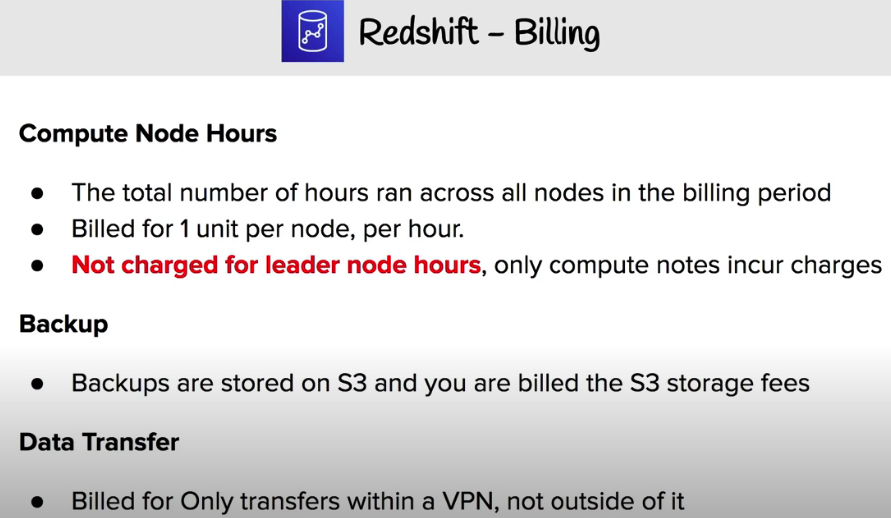 Redshift – Billing
Compute Node Hours
● The total number of hours ran across all nodes in the billing period
● Billed for 1 unit per node, per hour.
● Not charged for leader node hours, only compute notes incur charges
Backup
● Backups are stored on S3 and you are billed the S3 storage fees
Data Transfer
● Billed for Only transfers within a VPN, not outside of it